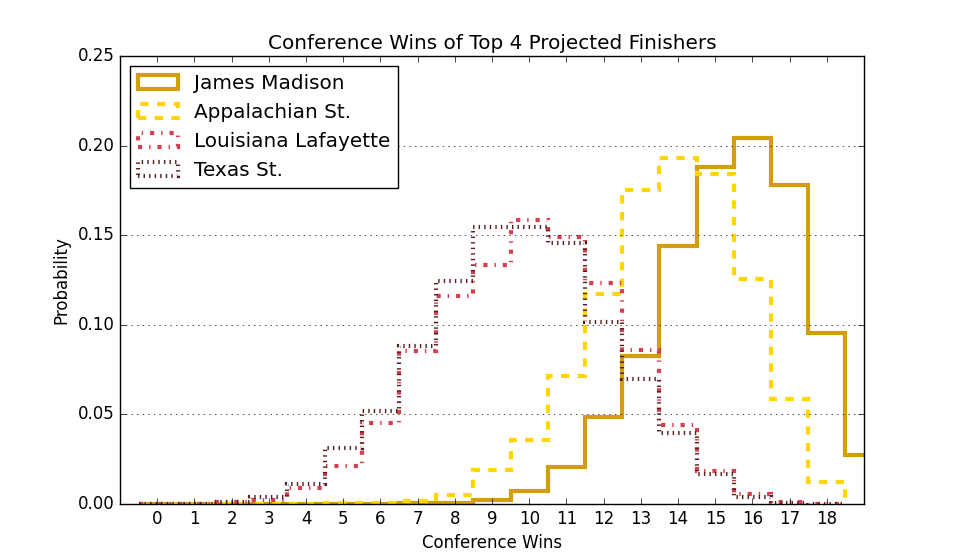 Conference Wins of Top 4 Projected Finishers
0.25
0.20
0.15
0.10
0.05
0.00
Probability
James Madison
Appalachian St.
Louisiana Lafayette
Texas St.
0 1 2 3 4 5 6 7 8 9 10 11 12 13 14 15 16 17 18
Conference Wins